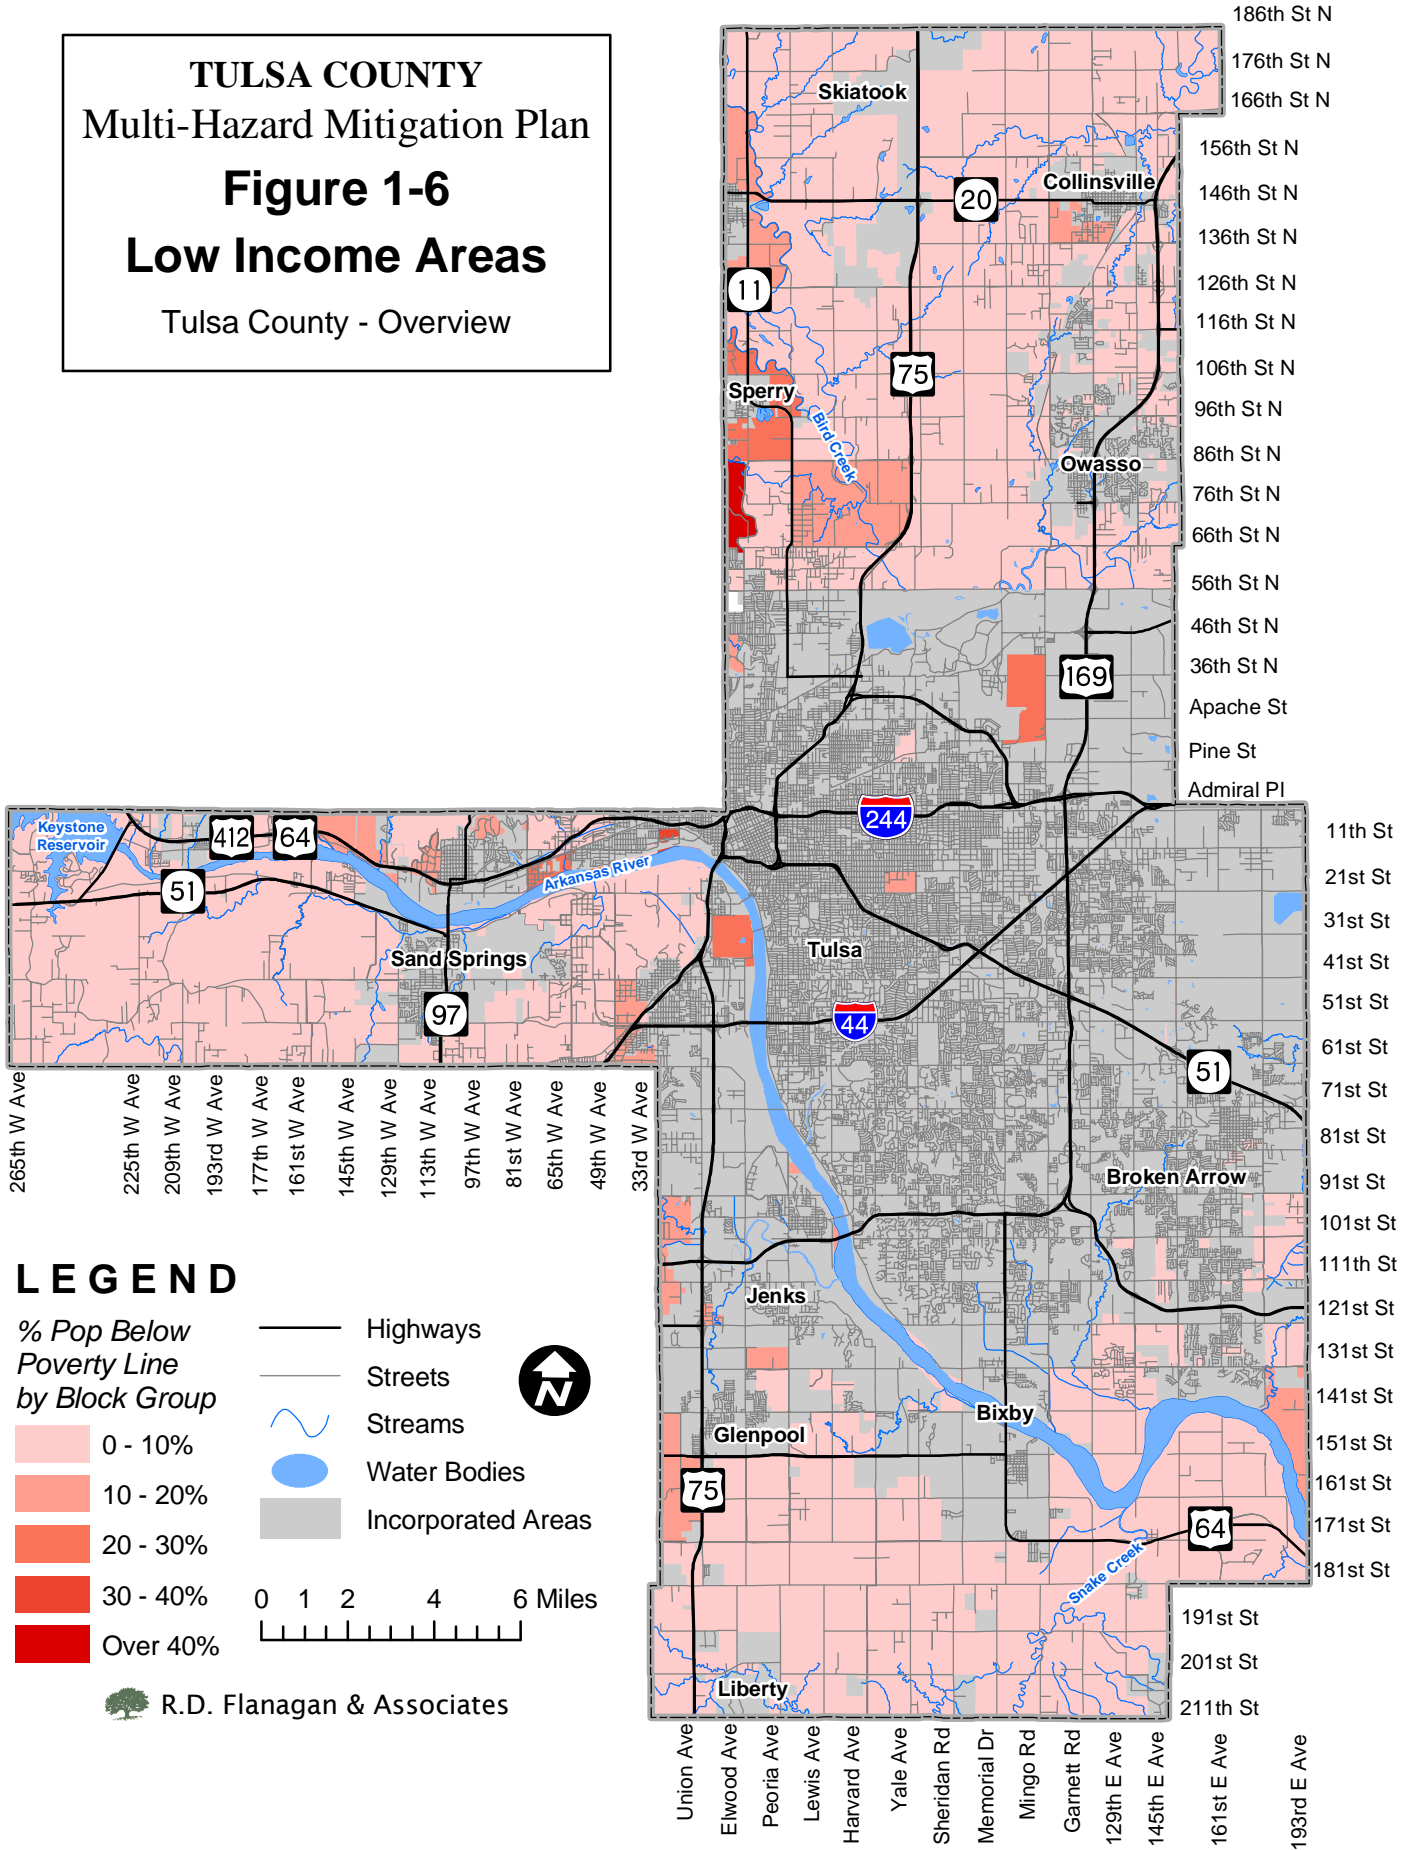 TULSA COUNTY
Multi-Hazard Mitigation Plan
Figure 1-6
Low Income Areas
Tulsa County - Overview
186th St N
176th St N
166th St N
156th St N
146th St N
136th St N
126th St N
116th St N
106th St N
96th St N
86th St N
76th St N
66th St N
56th St N
46th St N
36th St N
Apache St
Pine St
Admiral Pl
11th St
21st St
31st St
41st St
51st St
61st St
71st St
81st St
91st St
101st St
111th St
121st St
131st St
141st St
151st St
161st St
171st St
181st St
191st St
201st St
211th St
Skiatook
Collinsville
20
11
75
Sperry
Bird Creek
Owasso
169
244
Keystone
Reservoir
412
64
51
Arkansas River
Sand Springs
97
Tulsa
44
51
Broken Arrow
Jenks
Bixby
Glenpool
75
64
Snake Creek
Liberty
265th W Ave
225th W Ave
209th W Ave
193rd W Ave
177th W Ave
161st W Ave
145th W Ave
129th W Ave
113th W Ave
97th W Ave
81st W Ave
65th W Ave
49th W Ave
33rd W Ave
Union Ave
Elwood Ave
Peoria Ave
Lewis Ave
Harvard Ave
Yale Ave
Sheridan Rd
Memorial Dr
Mingo Rd
Garnett Rd
129th E Ave
145th E Ave
161st E Ave
193rd E Ave
LEGEND
% Pop Below
Poverty Line
by Block Group
0 - 10%
10 - 20%
20 - 30%
30 - 40%
Over 40%
Highways
Streets
Streams
Water Bodies
Incorporated Areas
N
0 1 2 4 6 Miles
R.D. Flanagan & Associates